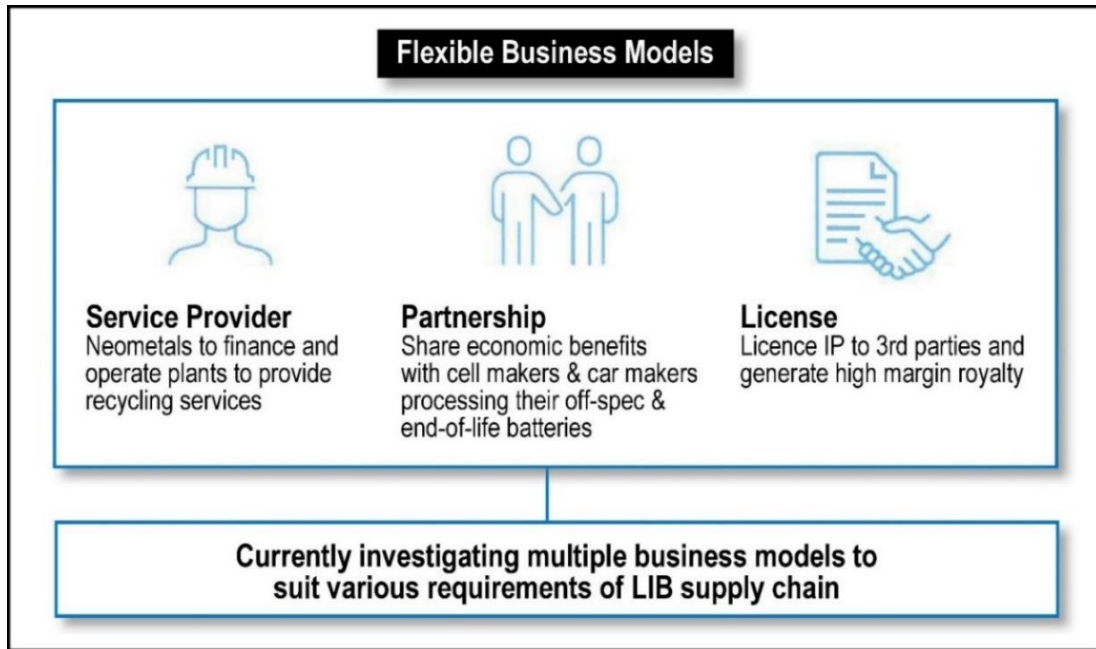 Flexible Business Models
Service Provider
Neometals to finance and
operate plants to provide
recycling services
Partnership
Share economic benefits
with cell makers & car makers
processing their off-spec &
end-of-life batteries
License
Licence IP to 3rd parties and
generate high margin royalty
Currently investigating multiple business models to
suit various requirements of LIB supply chain